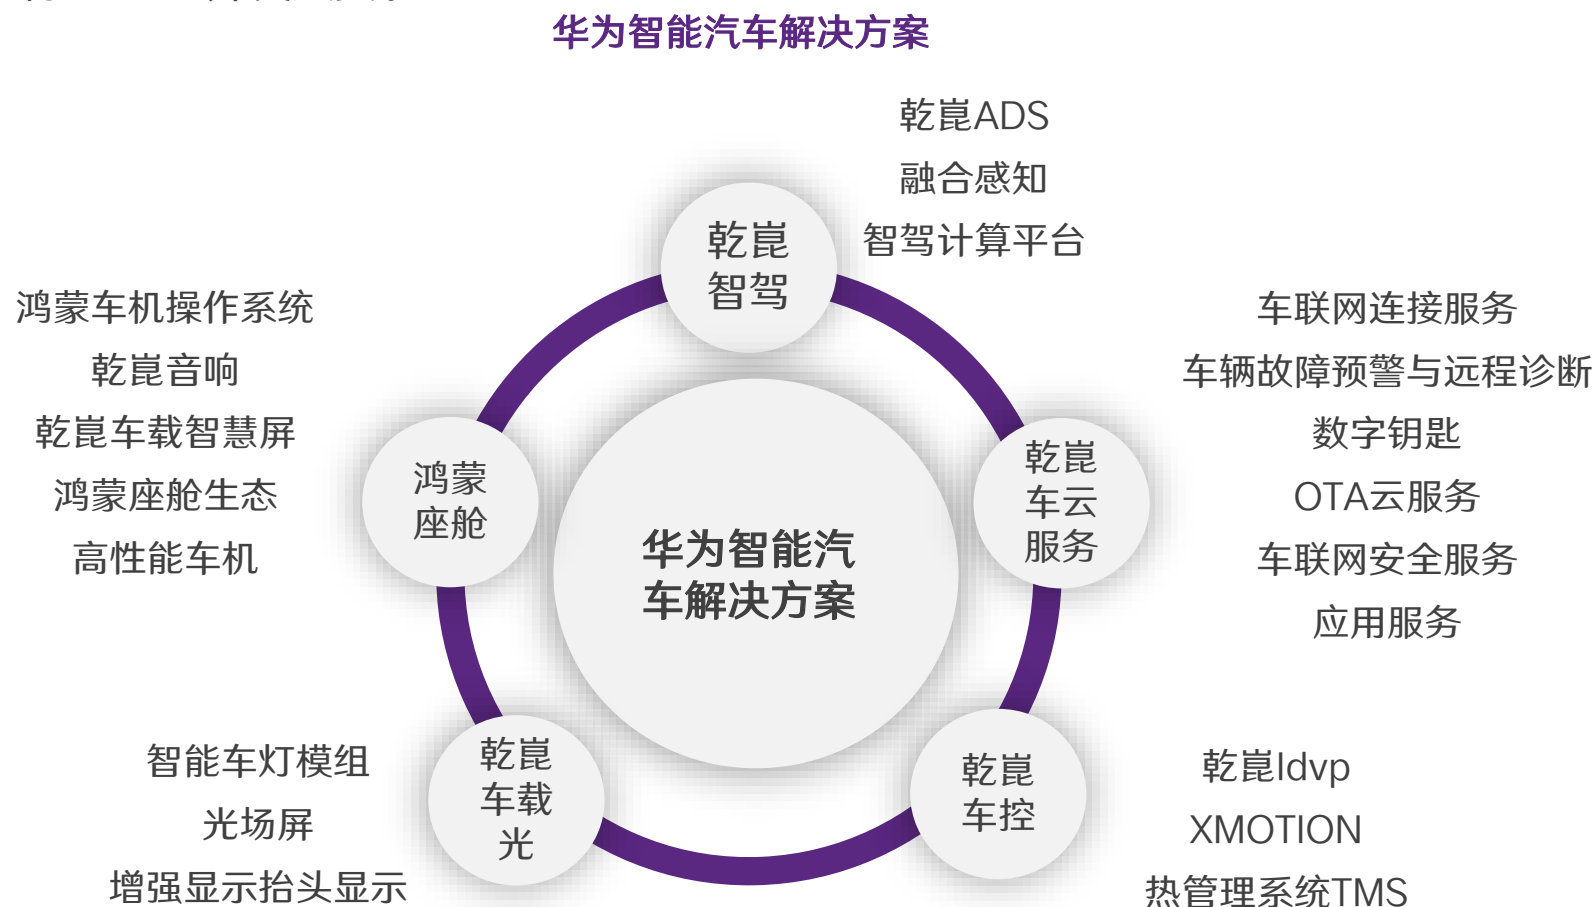 华为智能汽车解决方案
乾崑ADS
融合感知
智驾计算平台
乾崑
智驾
鸿蒙车机操作系统
乾崑音响
乾崑车载智慧屏
鸿蒙座舱生态
高性能车机
鸿蒙
座舱
车联网连接服务
车辆故障预警与远程诊断
数字钥匙
OTA云服务
车联网安全服务
应用服务
乾崑
车云
服务
华为智能汽
车解决方案
智能车灯模组
光场屏
增强显示抬头显示
乾崑
车载
光
乾崑
车控
乾崑Idvp
XMOTION
热管理系统TMS